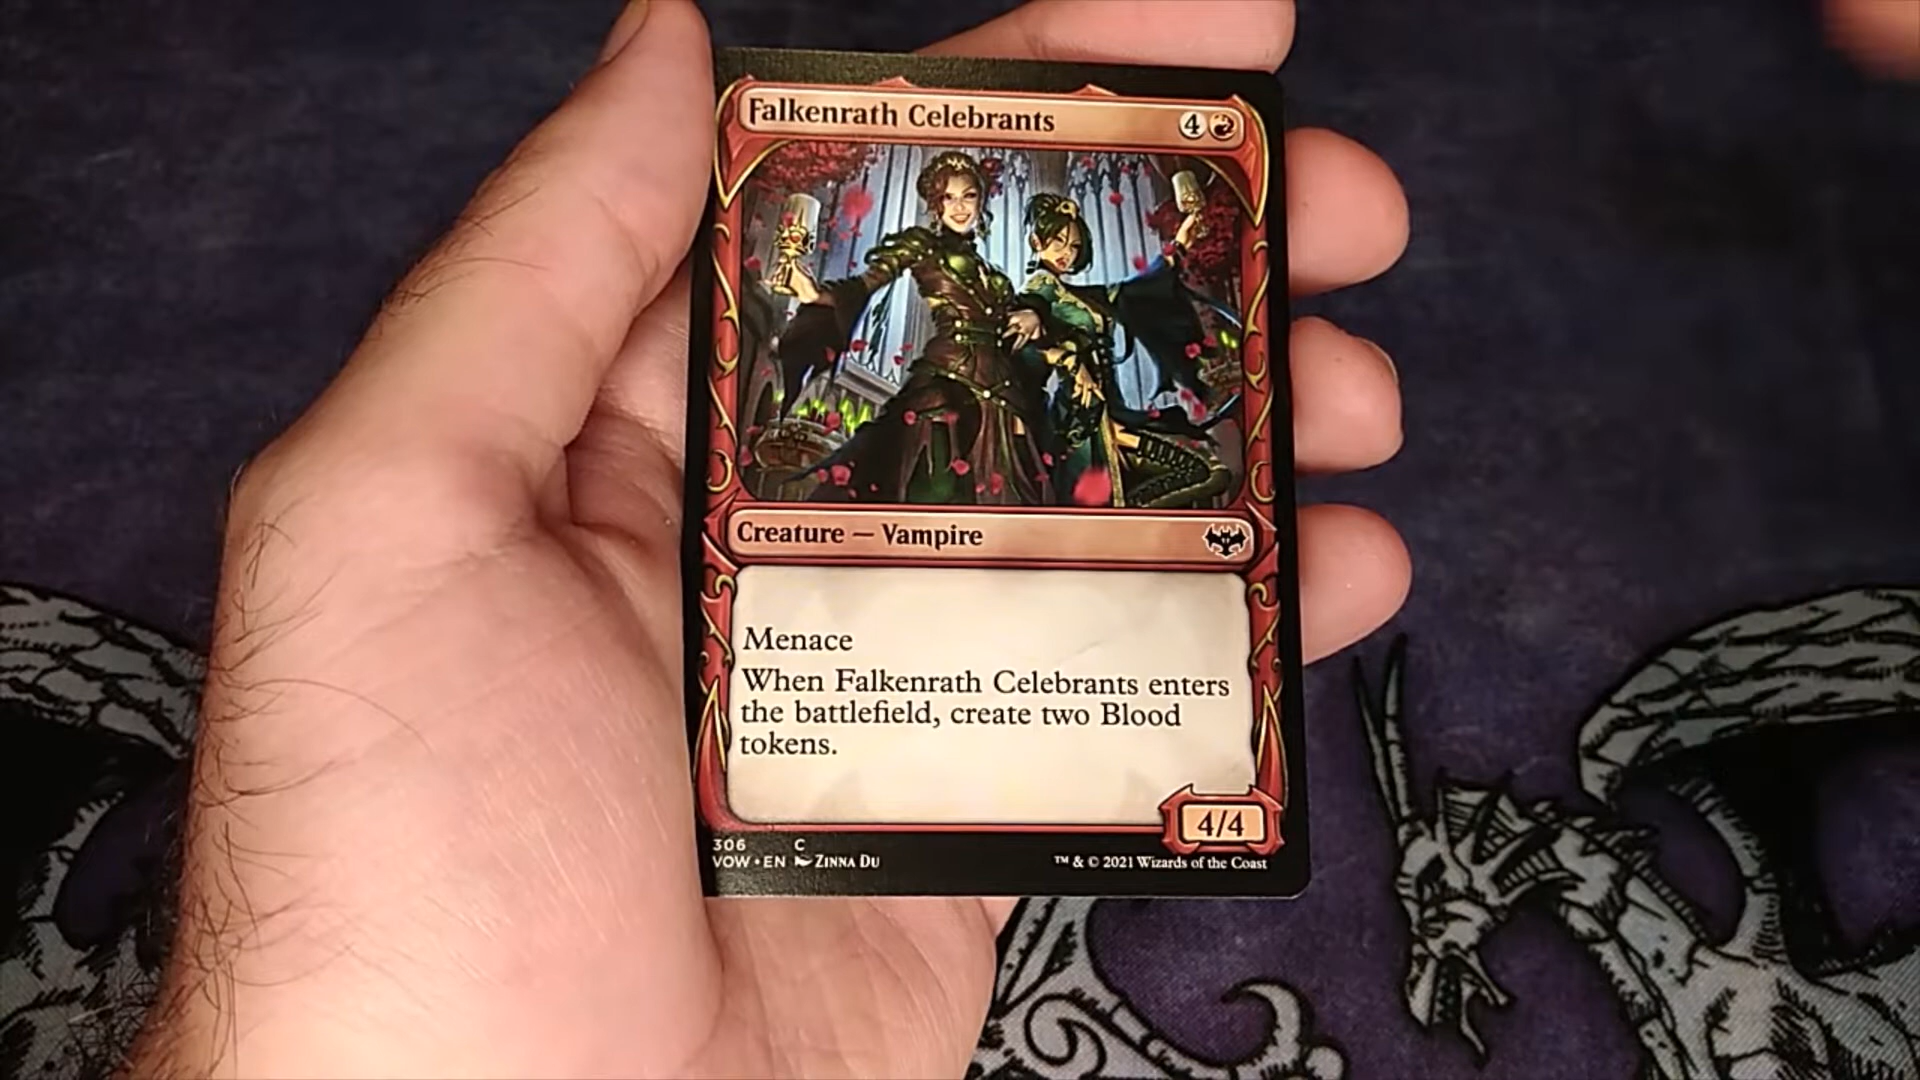 Falkenrath Celebrants 4
Creature — Vampire
Menace
When Falkenrath Celebrants enters
the battlefield, create two Blood
tokens.
4/4
306 C
VOW • EN Zinna Du
™ & © 2021 Wizards of the Coast